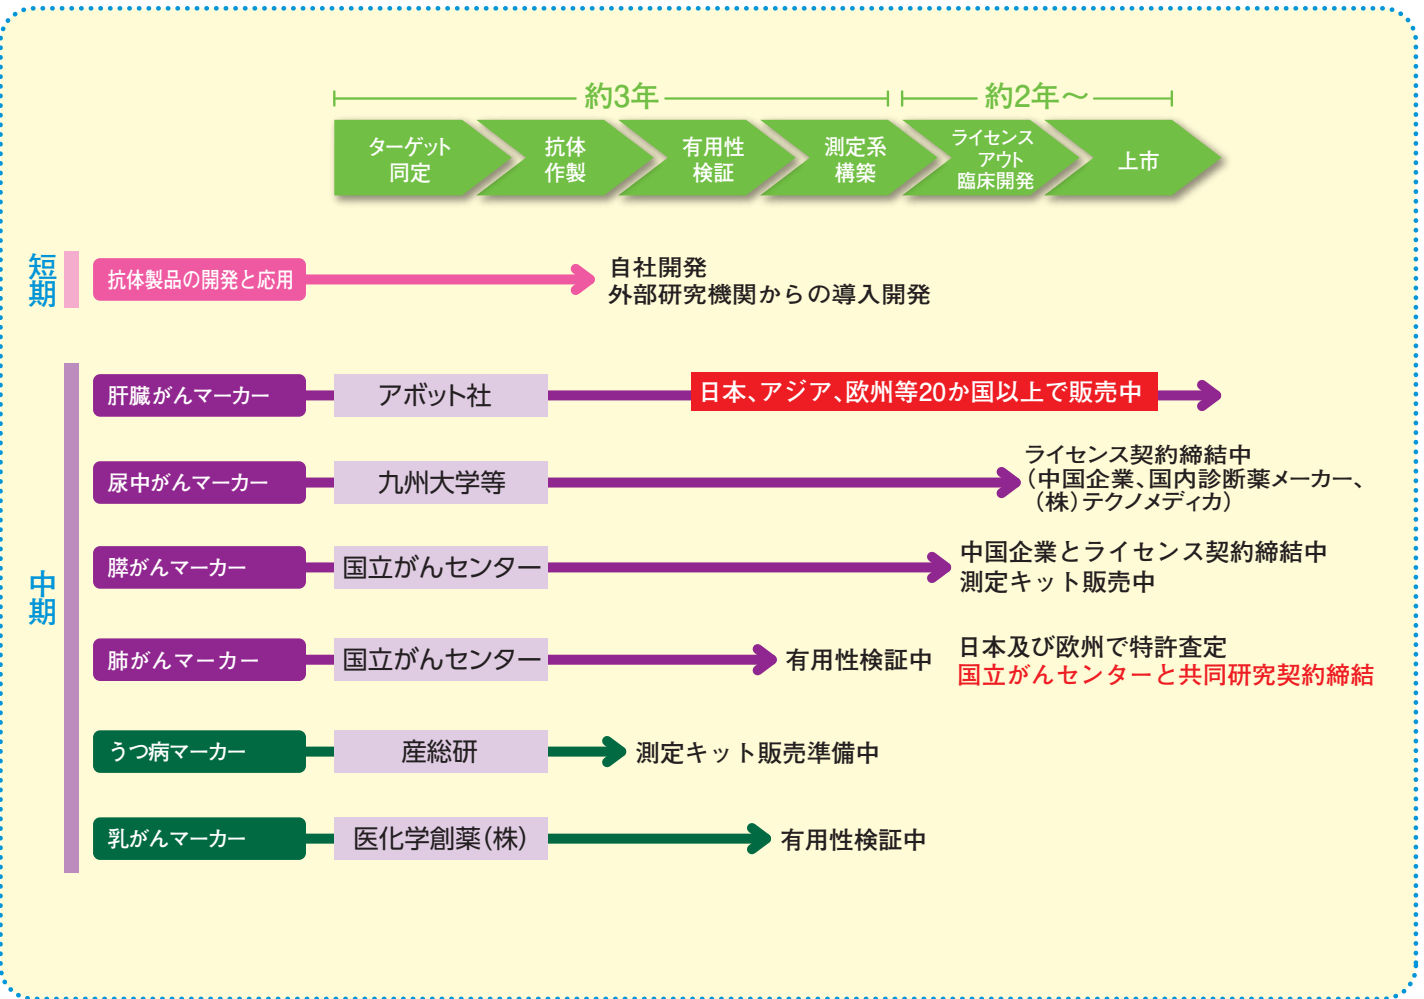 約3年
約2年～
ターゲット
同定
抗体
作製
有用性
検証
測定系
構築
ライセンス
アウト
臨床開発
上市
短期
抗体製品の開発と応用
自社開発
外部研究機関からの導入開発
中期
肝臓がんマーカー
アボット社
日本、アジア、欧州等20か国以上で販売中
尿中がんマーカー
九州大学等
ライセンス契約締結中
（中国企業、国内診断薬メーカー、
（株）テクノメディカ）
膵がんマーカー
国立がんセンター
中国企業とライセンス契約締結中
測定キット販売中
肺がんマーカー
国立がんセンター
有用性検証中
日本及び欧州で特許査定
国立がんセンターと共同研究契約締結
うつ病マーカー
産総研
測定キット販売準備中
乳がんマーカー
医化学創薬（株）
有用性検証中